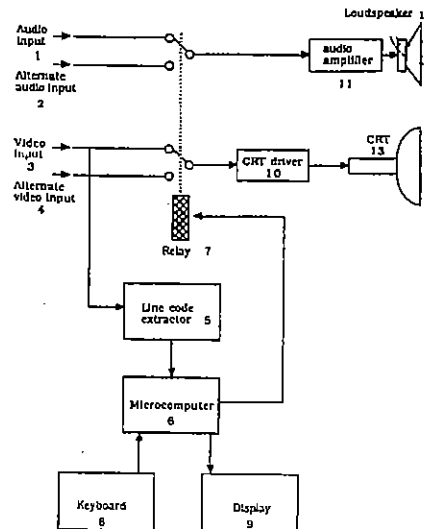 Loudspeaker 1
Audio
input
1
audio
amplifier
11
Alternate
audio input
2
Video
input
3
CRT driver
10
CRT
13
Alternate
video input
4
Relay 7
Line code
extractor 5
Microcomputer
6
Keyboard
8
Display
9